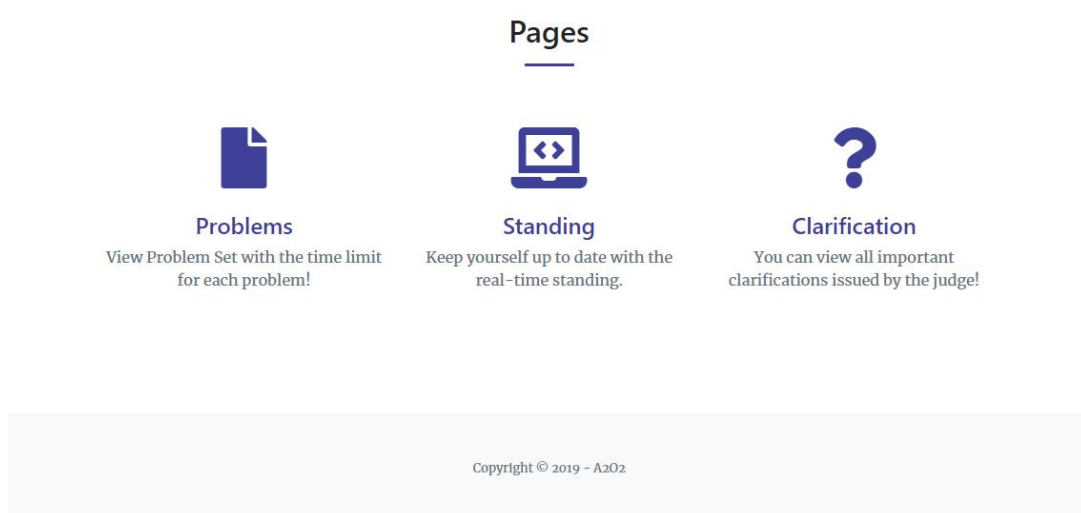 Pages
Problems
View Problem Set with the time limit
for each problem!
Standing
Keep yourself up to date with the
real-time standing.
Clarification
You can view all important
clarifications issued by the judge!
Copyright © 2019 - A2O2